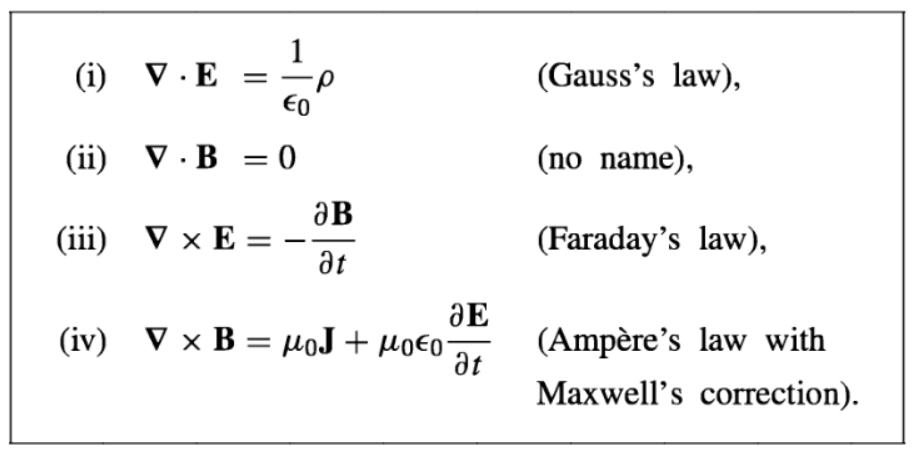 (i) ∇ · E = 1/ϵ₀ ρ (Gauss’s law),
(ii) ∇ · B = 0 (no name),
(iii) ∇ × E = −∂B/∂t (Faraday’s law),
(iv) ∇ × B = μ₀J + μ₀ϵ₀ ∂E/∂t (Ampère’s law with
Maxwell’s correction).